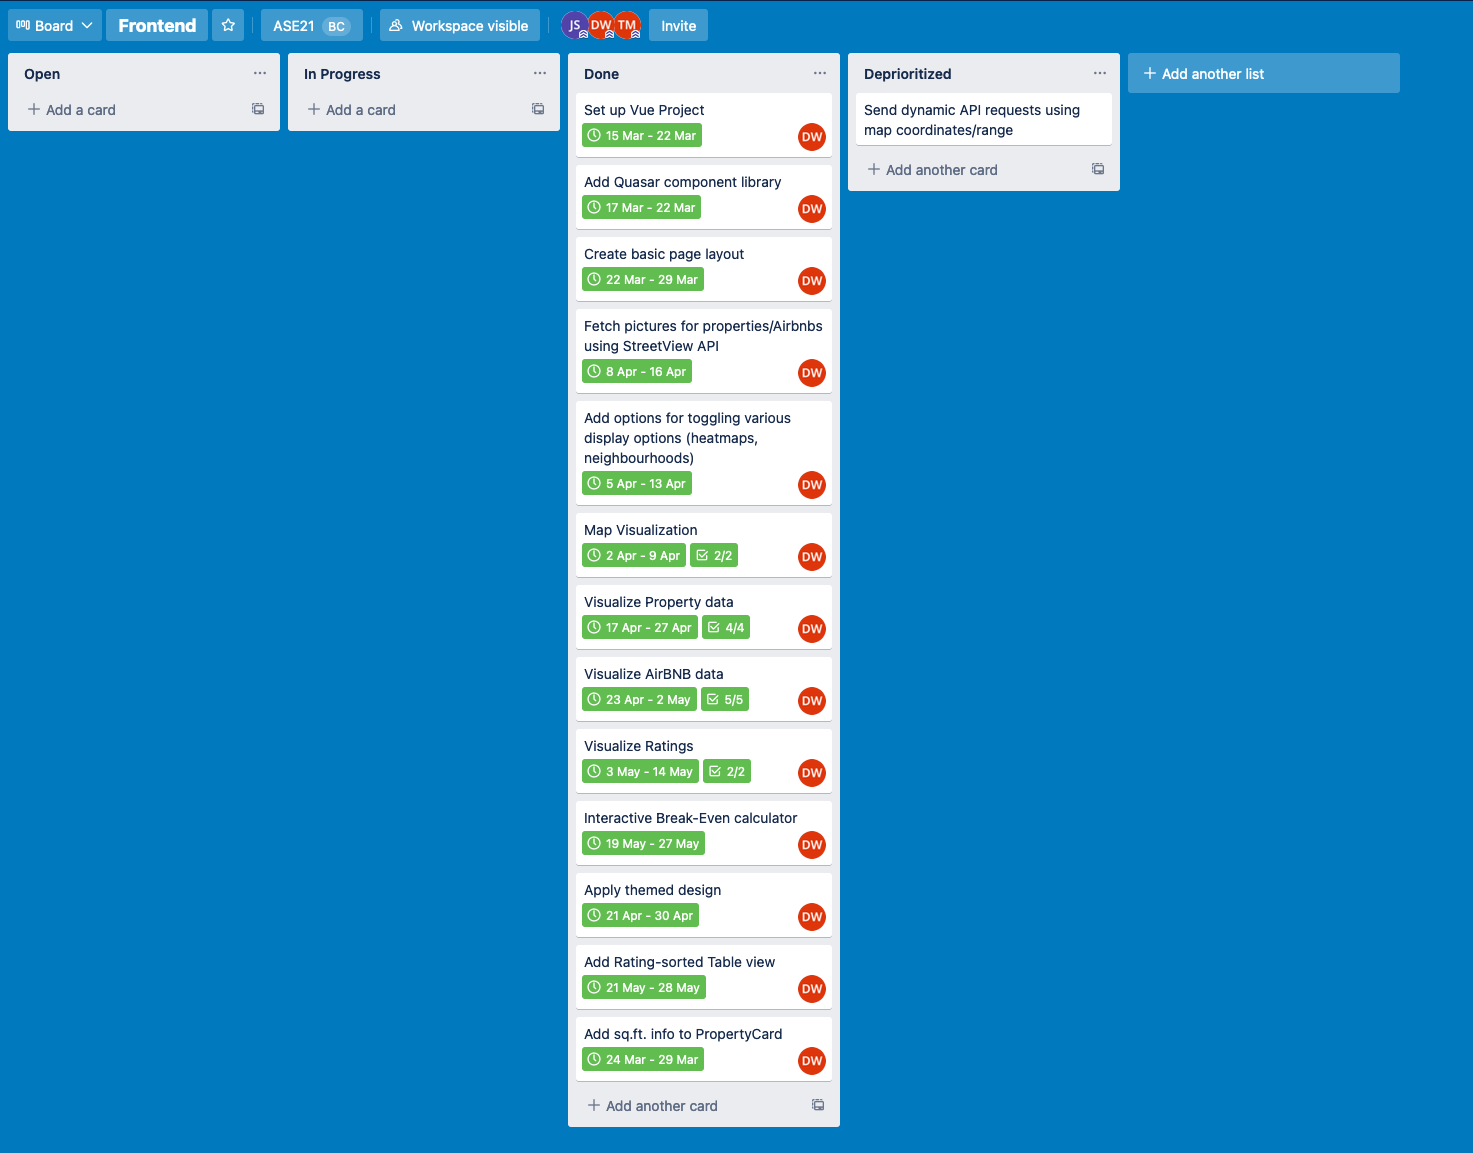 Board
Frontend
ASE21 BC
Workspace visible
JS DW TM
Invite
Open
Add a card
In Progress
Add a card
Done
Set up Vue Project
15 Mar - 22 Mar
DW
Add Quasar component library
17 Mar - 22 Mar
DW
Create basic page layout
22 Mar - 29 Mar
DW
Fetch pictures for properties/Airbnbs
using StreetView API
8 Apr - 16 Apr
DW
Add options for toggling various
display options (heatmaps,
neighbourhoods)
5 Apr - 13 Apr
DW
Map Visualization
2 Apr - 9 Apr 2/2
DW
Visualize Property data
17 Apr - 27 Apr 4/4
DW
Visualize AirBNB data
23 Apr - 2 May 5/5
DW
Visualize Ratings
3 May - 14 May 2/2
DW
Interactive Break-Even calculator
19 May - 27 May
DW
Apply themed design
21 Apr - 30 Apr
DW
Add Rating-sorted Table view
21 May - 28 May
DW
Add sq.ft. info to PropertyCard
24 Mar - 29 Mar
DW
Add another card
Deprioritized
Send dynamic API requests using
map coordinates/range
Add another card
Add another list